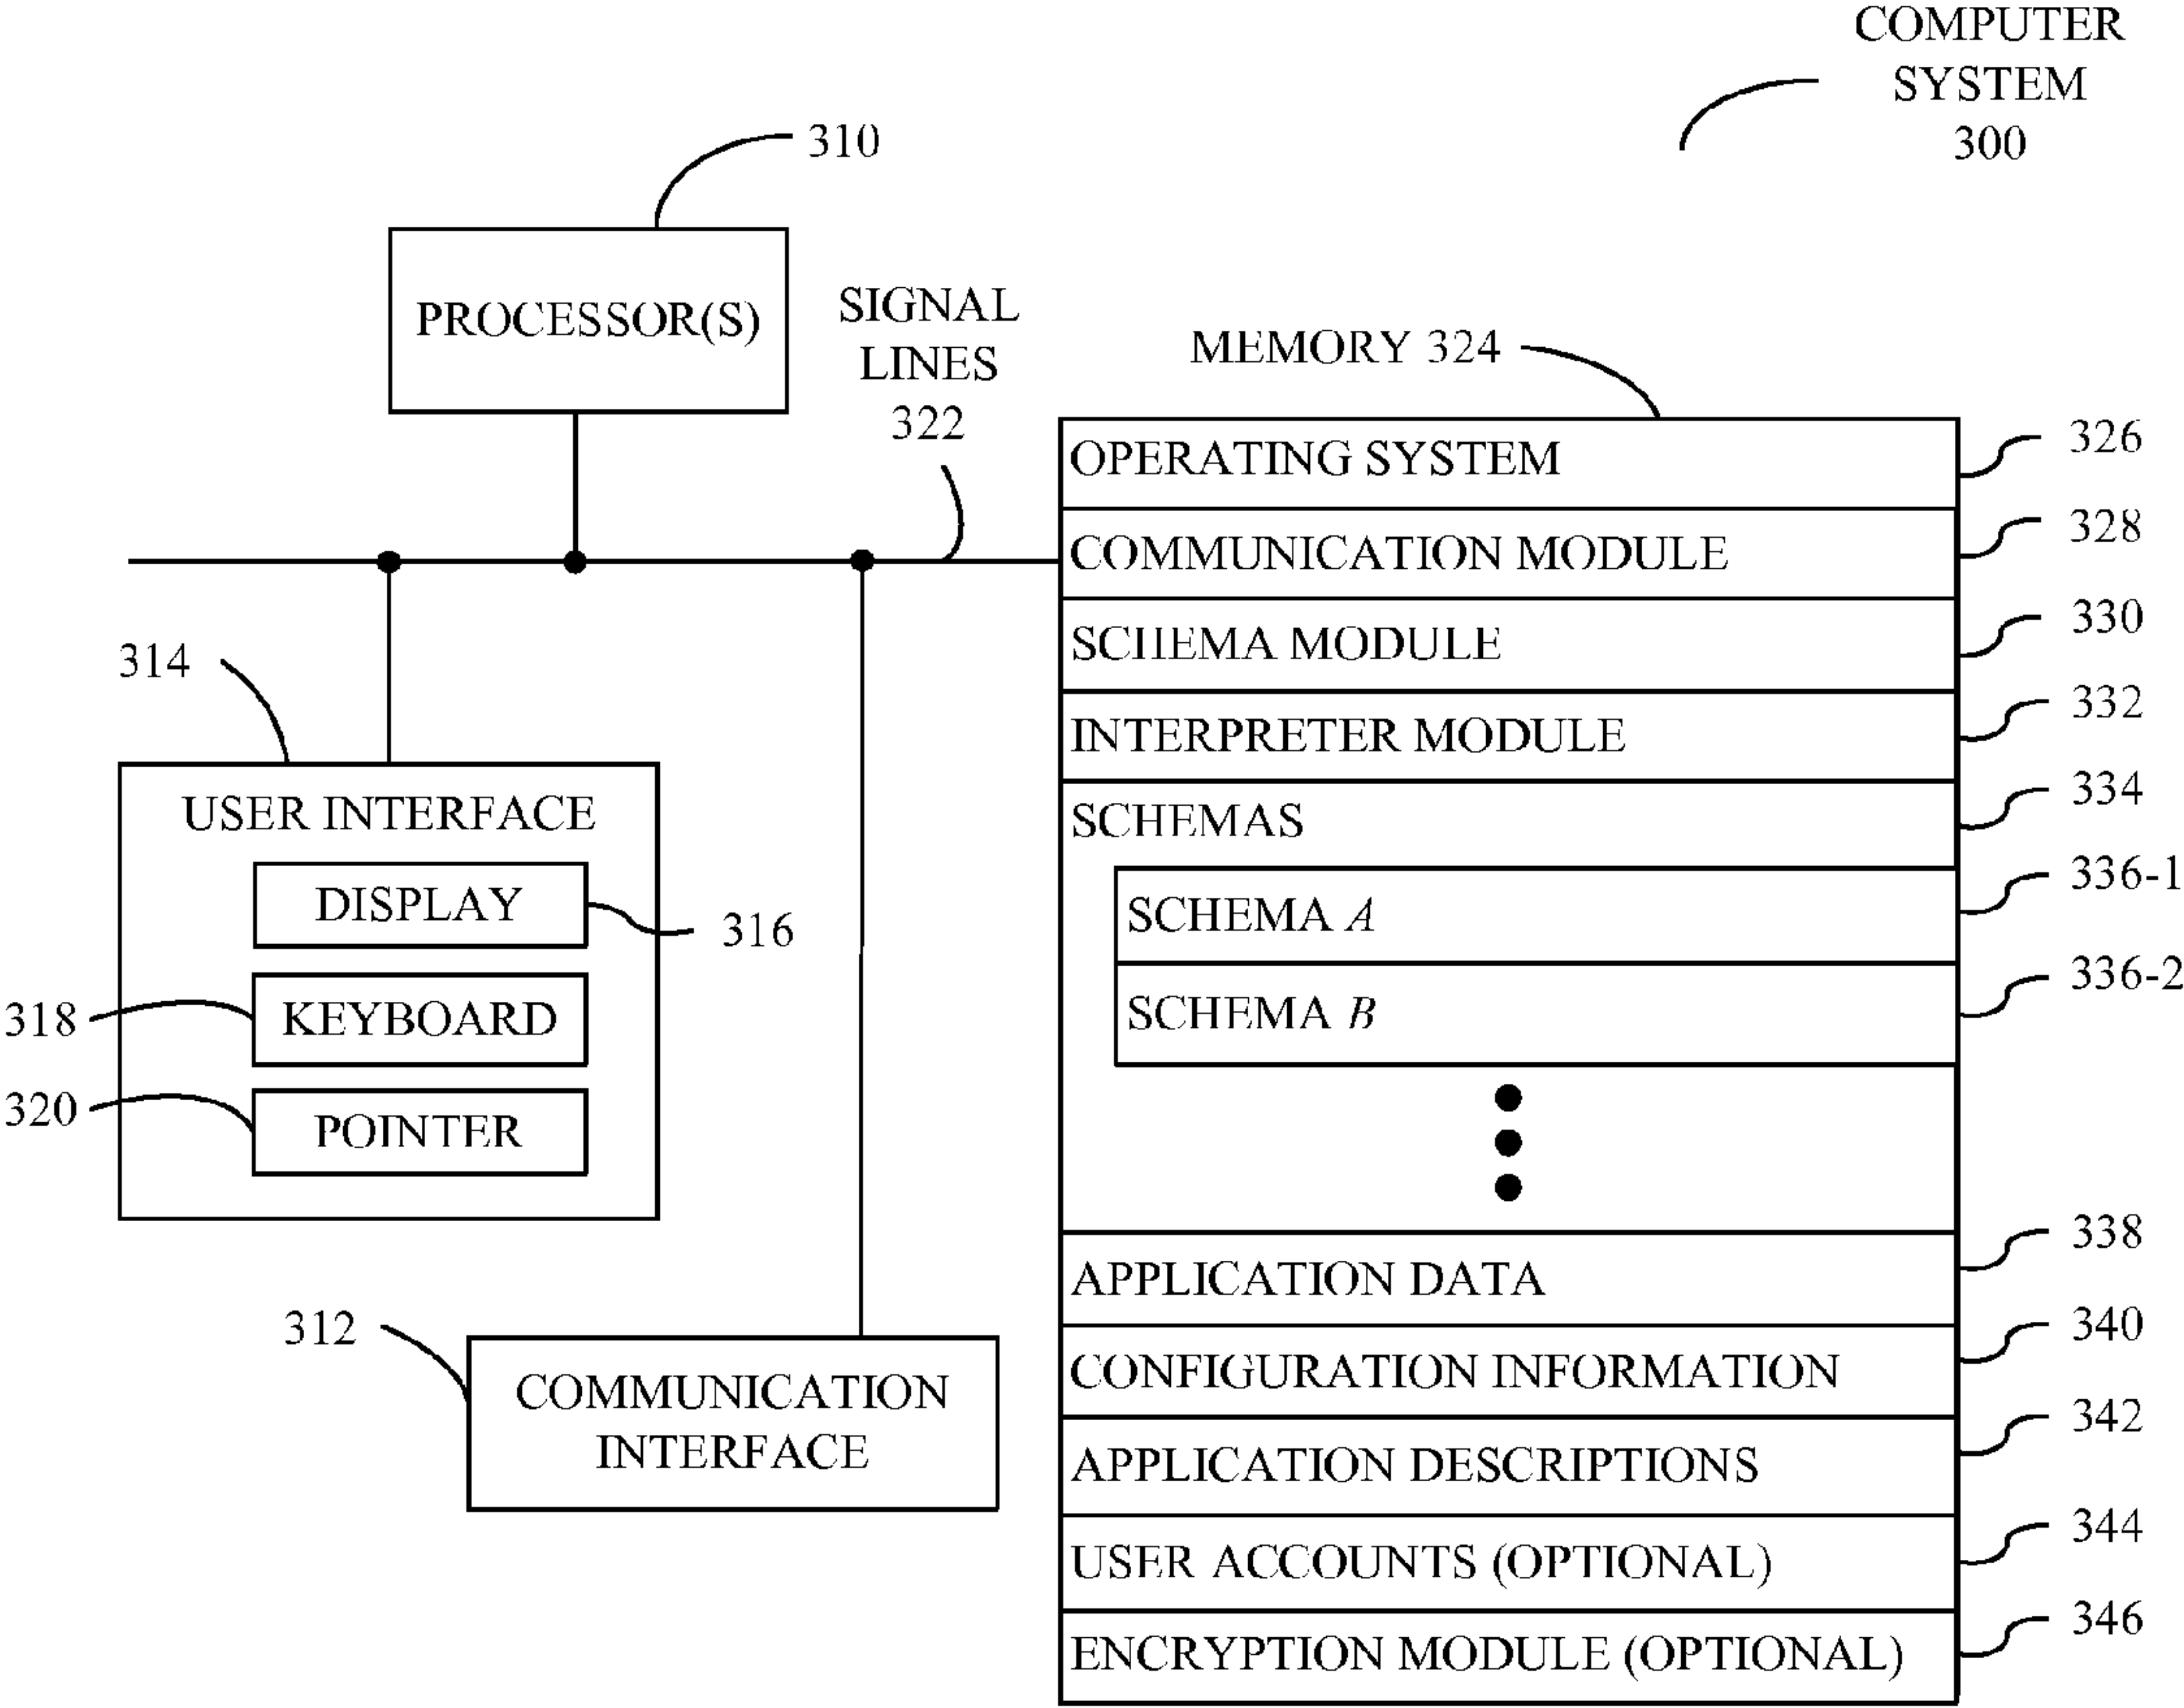 COMPUTER
SYSTEM
300
310
PROCESSOR(S)
SIGNAL
LINES
322
MEMORY 324
OPERATING SYSTEM
326
COMMUNICATION MODULE
328
SCHEMA MODULE
330
INTERPRETER MODULE
332
SCHEMAS
334
SCHEMA A
336-1
SCHEMA B
336-2
APPLICATION DATA
338
CONFIGURATION INFORMATION
340
APPLICATION DESCRIPTIONS
342
USER ACCOUNTS (OPTIONAL)
344
ENCRYPTION MODULE (OPTIONAL)
346
314
USER INTERFACE
DISPLAY
316
318
KEYBOARD
320
POINTER
312
COMMUNICATION
INTERFACE